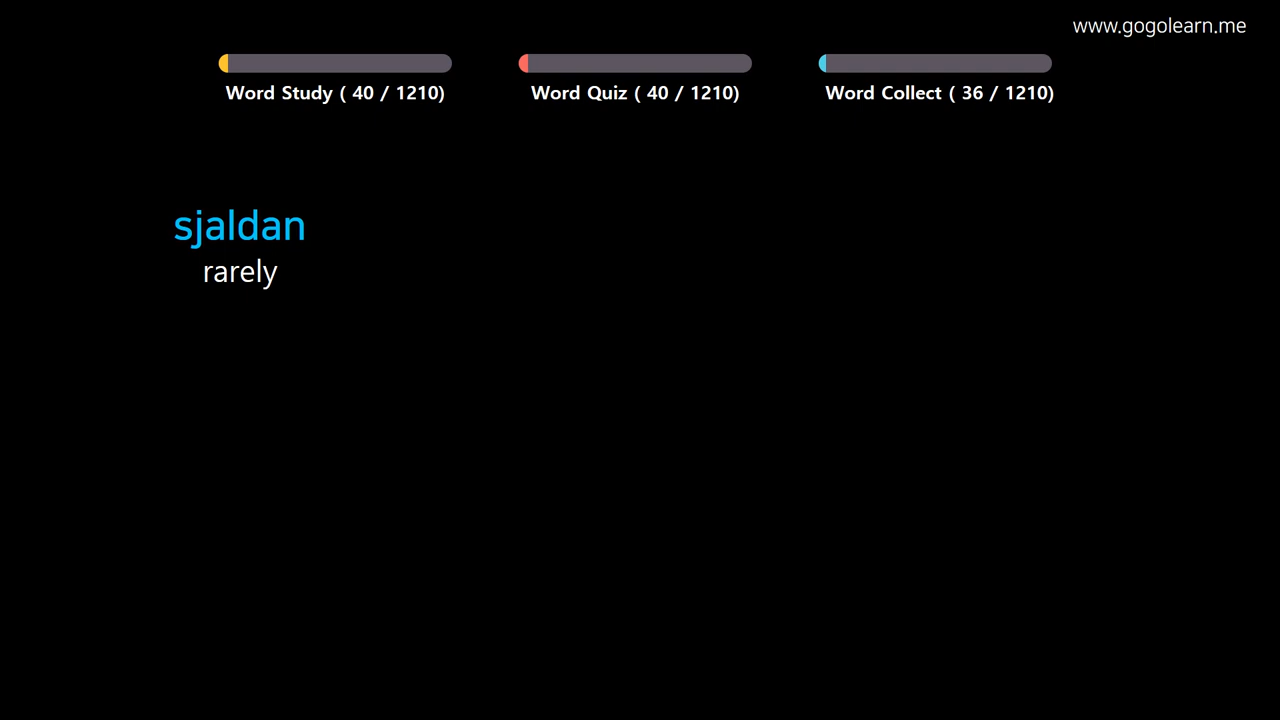 www.gogolearn.me
Word Study ( 40 / 1210)
Word Quiz ( 40 / 1210)
Word Collect ( 36 / 1210)
sjaldan
rarely